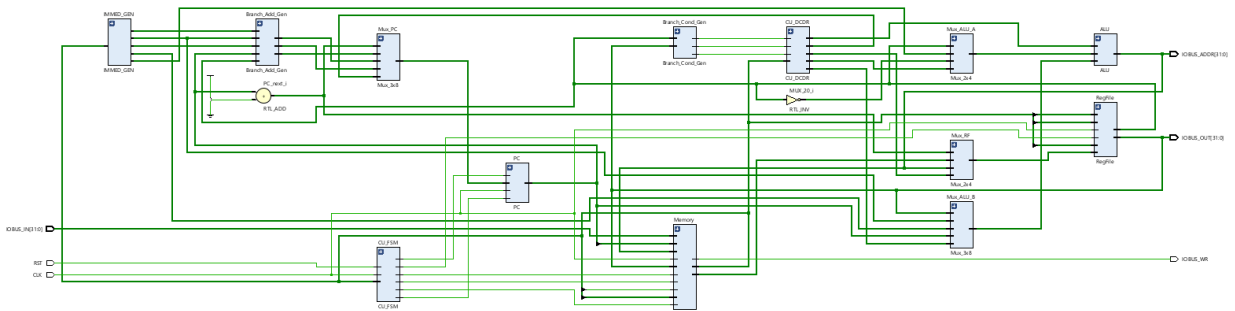 IMMED_GEN
IMMED_GEN
Branch_Add_Gen
Branch_Add_Gen
PC_next_i
RTL_ADD
Mux_PC
Mux_3x8
Branch_Cond_Gen
Branch_Cond_Gen
CU_DCDR
CU_DCDR
MUX_20_i
RTL_INV
Mux_ALU_A
Mux_2x4
ALU
ALU
IOBUS_ADDR[31:0]
RegFile
RegFile
IOBUS_OUT[31:0]
Mux_RF
Mux_2x4
PC
PC
Mux_ALU_B
Mux_3x8
Memory
Memory
IOBUS_IN[31:0]
CU_FSM
CU_FSM
RST
CLK
IOBUS_WR